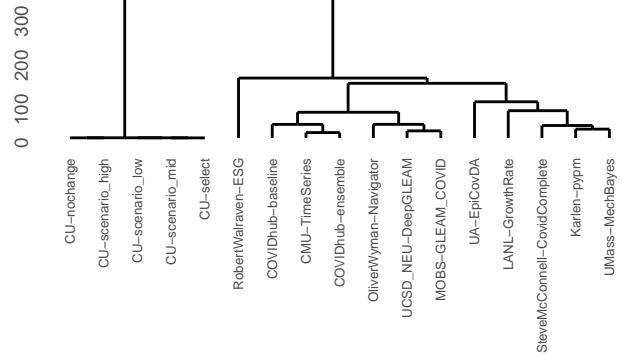 300
200
100
0
CU−nochange
CU−scenario_high
CU−scenario_low
CU−scenario_mid
CU−select
RobertWalraven−ESG
COVIDhub−baseline
CMU−TimeSeries
COVIDhub−ensemble
OliverWyman−Navigator
UCSD_NEU−DeepGLEAM
MOBS−GLEAM_COVID
UA−EpiCovDA
LANL−GrowthRate
SteveMcConnell−CovidComplete
Karlen−pypm
UMass−MechBayes